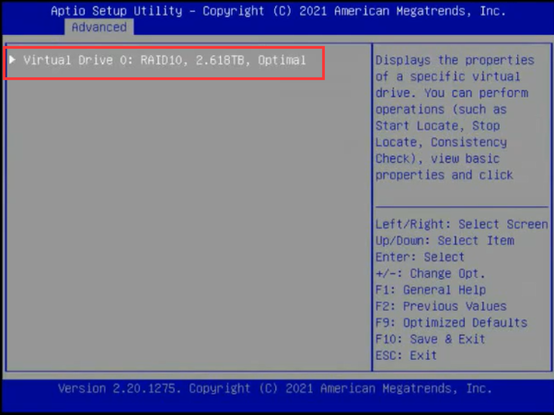 Aptio Setup Utility – Copyright (C) 2021 American Megatrends, Inc.
Advanced
▶ Virtual Drive 0: RAID10, 2.618TB, Optimal
Displays the properties
of a specific virtual
drive. You can perform
operations (such as
Start Locate, Stop
Locate, Consistency
Check), view basic
properties and click
Left/Right: Select Screen
Up/Down: Select Item
Enter: Select
+/-: Change Opt.
F1: General Help
F2: Previous Values
F9: Optimized Defaults
F10: Save & Exit
ESC: Exit
Version 2.20.1275. Copyright (C) 2021 American Megatrends, Inc.